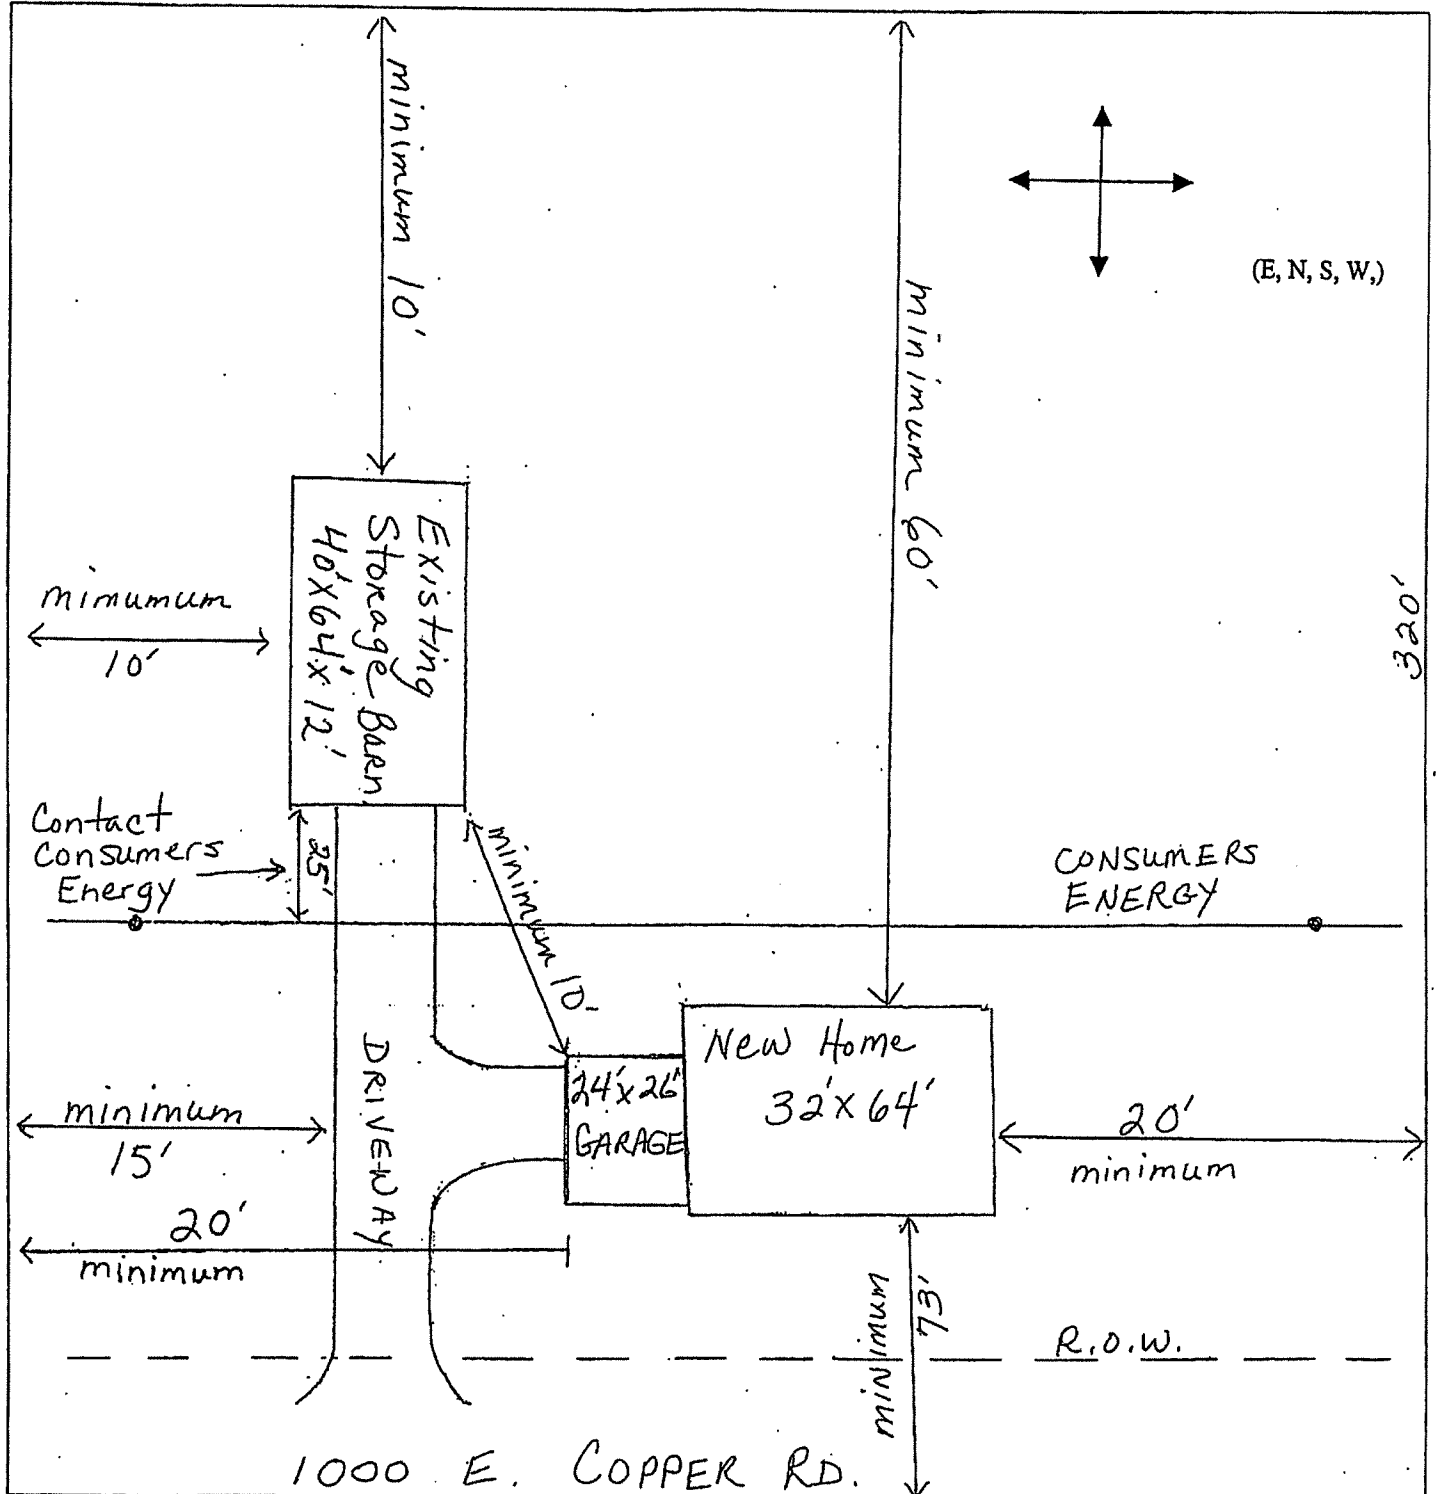 minimum 10'
minimum 60'
(E, N, S, W,)
Existing
Storage Barn
40'x64'x12'
mimumum
10'
320'
Contact
Consumers
Energy
25'
minimum 10'
CONSUMERS
ENERGY
DRIVEWAY
24'x26'
GARAGE
New Home
32'x64'
minimum
15'
20'
minimum
20'
minimum
minimum
73'
R.O.W.
1000 E. COPPER RD.